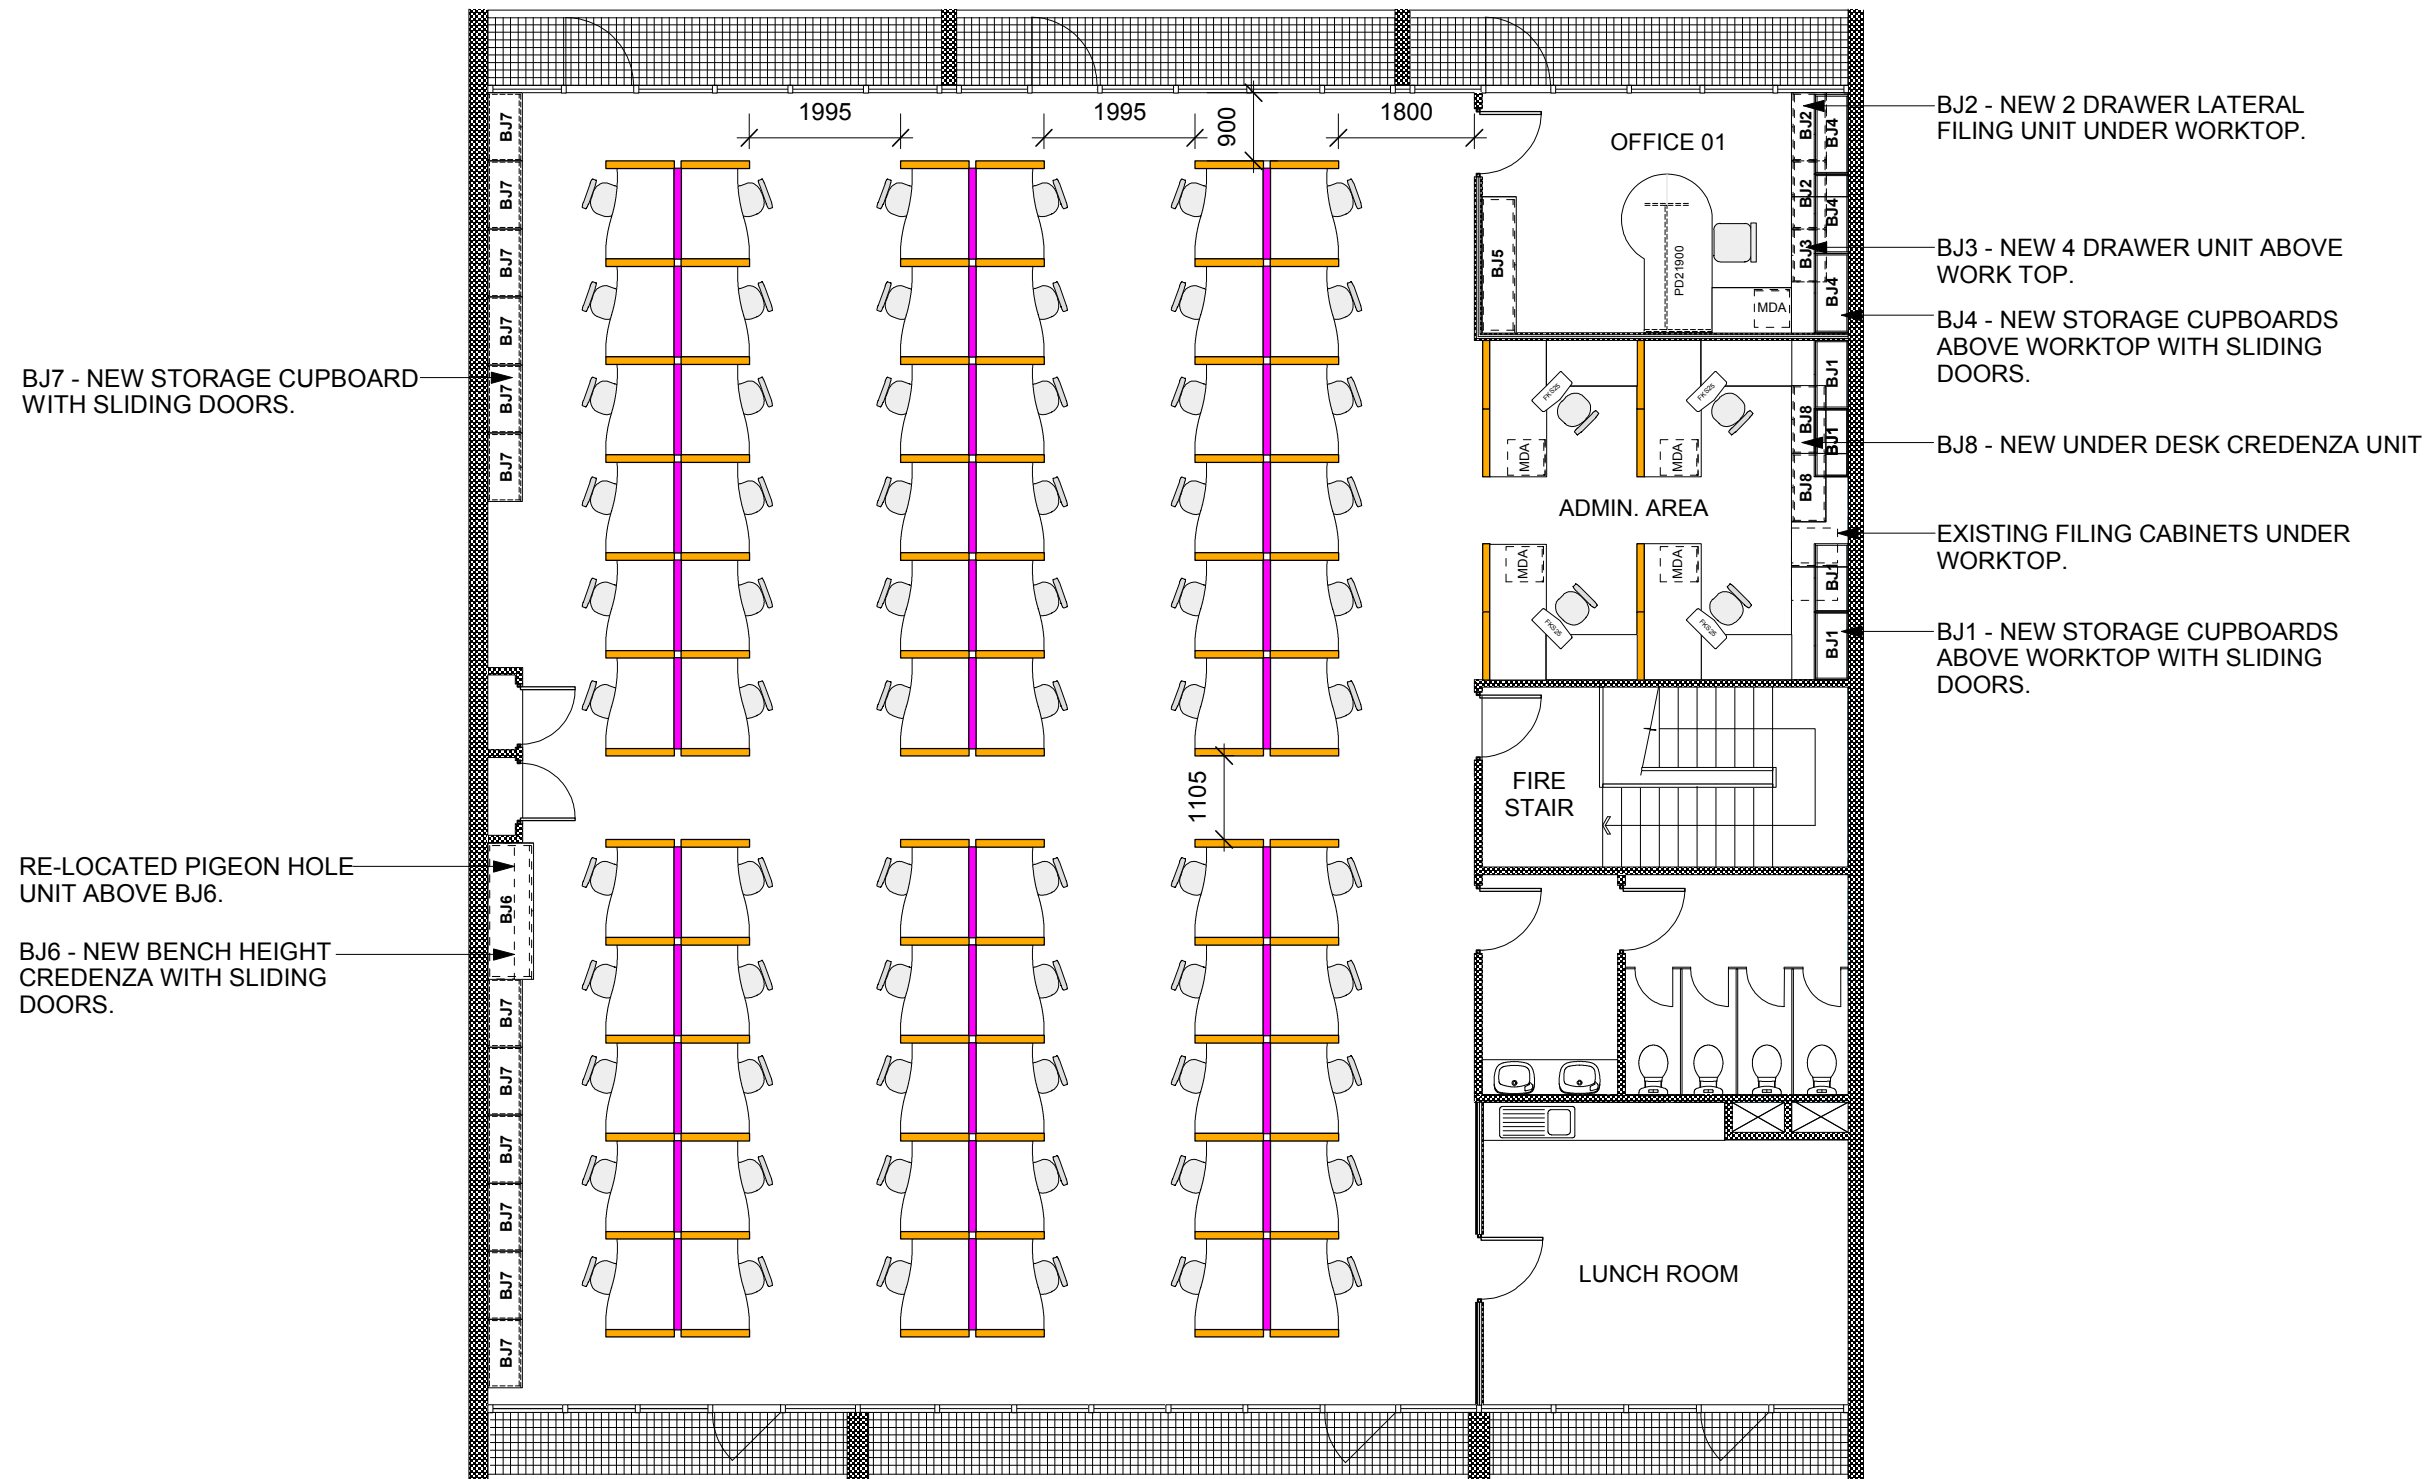 1995
1995
900
1800
BJ7
BJ7
BJ7
BJ7
BJ7
BJ7
BJ7 - NEW STORAGE CUPBOARD
WITH SLIDING DOORS.
OFFICE 01
BJ5
PD21900
MDA
BJ2
BJ2
BJ3
BJ4
BJ4
BJ4
BJ2 - NEW 2 DRAWER LATERAL
FILING UNIT UNDER WORKTOP.
BJ3 - NEW 4 DRAWER UNIT ABOVE
WORK TOP.
BJ4 - NEW STORAGE CUPBOARDS
ABOVE WORKTOP WITH SLIDING
DOORS.
FKS25
FKS25
MDA
MDA
BJ1
BJ8
BJ1
BJ8
BJ8 - NEW UNDER DESK CREDENZA UNIT
ADMIN. AREA
EXISTING FILING CABINETS UNDER
WORKTOP.
MDA
MDA
FKS25
FKS25
BJ1
BJ1
BJ1 - NEW STORAGE CUPBOARDS
ABOVE WORKTOP WITH SLIDING
DOORS.
1105
FIRE
STAIR
RE-LOCATED PIGEON HOLE
UNIT ABOVE BJ6.
BJ6
BJ6 - NEW BENCH HEIGHT
CREDENZA WITH SLIDING
DOORS.
BJ7
BJ7
BJ7
BJ7
BJ7
BJ7
LUNCH ROOM